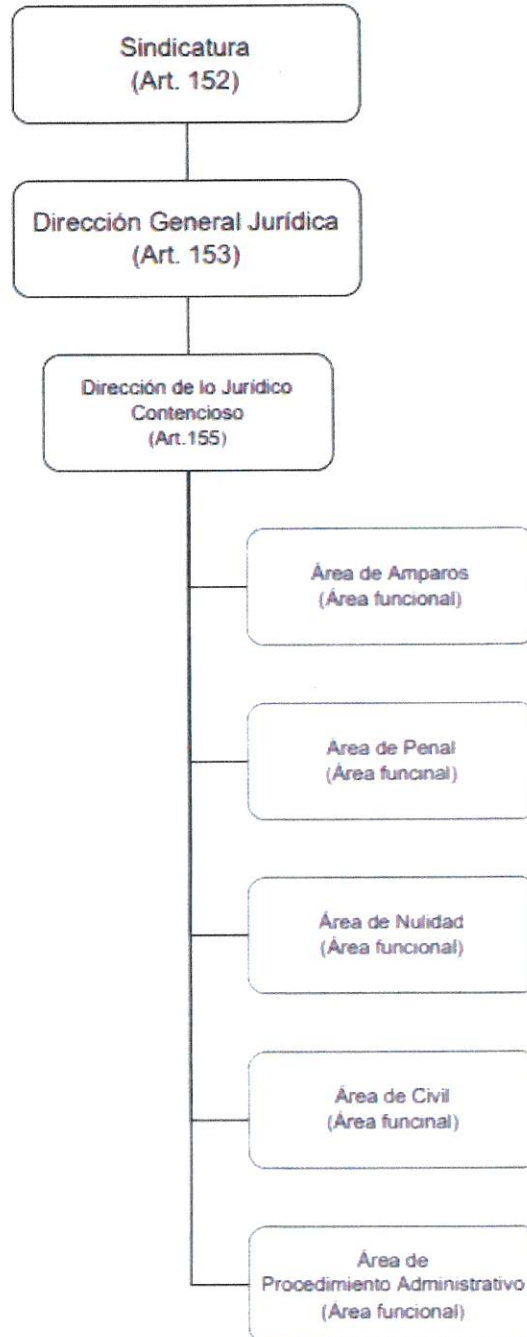 Sindicatura
(Art. 152)
Dirección General Jurídica
(Art. 153)
Dirección de lo Jurídico
Contencioso
(Art.155)
Área de Amparos
(Área funcional)
Área de Penal
(Área funcinal)
Área de Nulidad
(Área funcional)
Área de Civil
(Área funcinal)
Área de
Procedimiento Administrativo
(Área funcional)